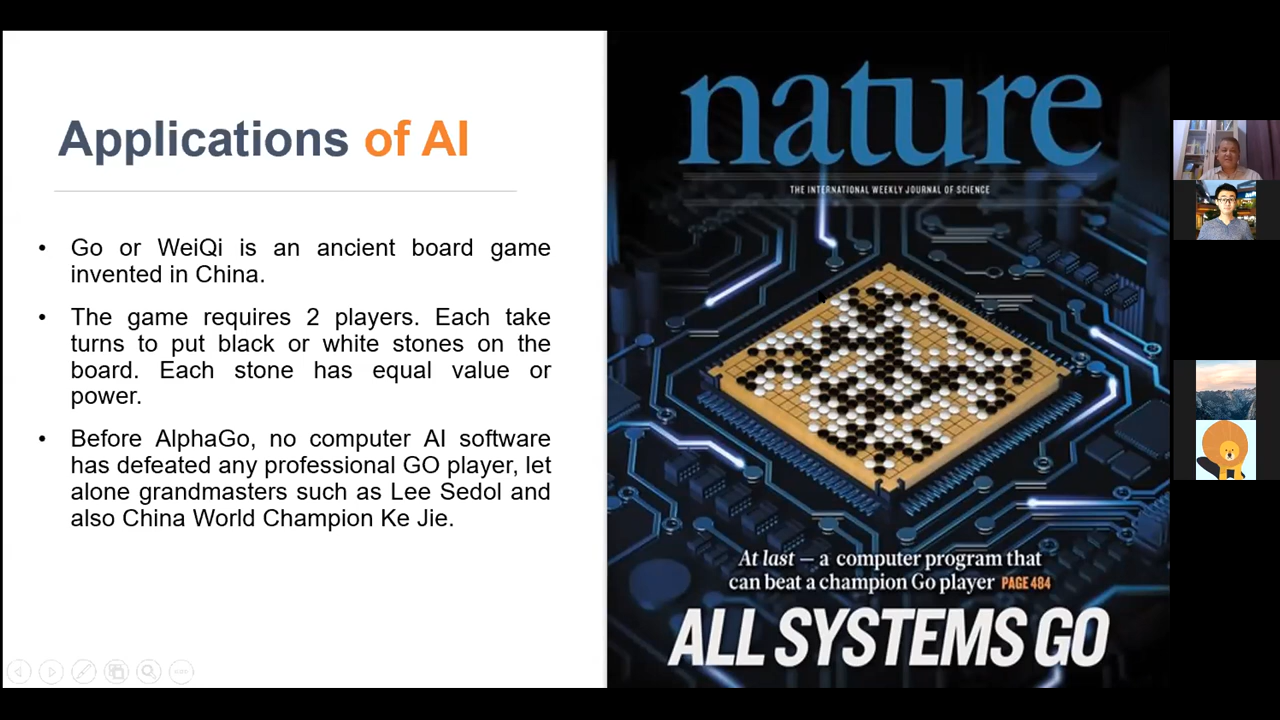 Applications of AI
• Go or WeiQi is an ancient board game
invented in China.
• The game requires 2 players. Each take
turns to put black or white stones on the
board. Each stone has equal value or
power.
• Before AlphaGo, no computer AI software
has defeated any professional GO player, let
alone grandmasters such as Lee Sedol and
also China World Champion Ke Jie.
nature
THE INTERNATIONAL WEEKLY JOURNAL OF SCIENCE
At last – a computer program that
can beat a champion Go player PAGE 484
ALL SYSTEMS GO